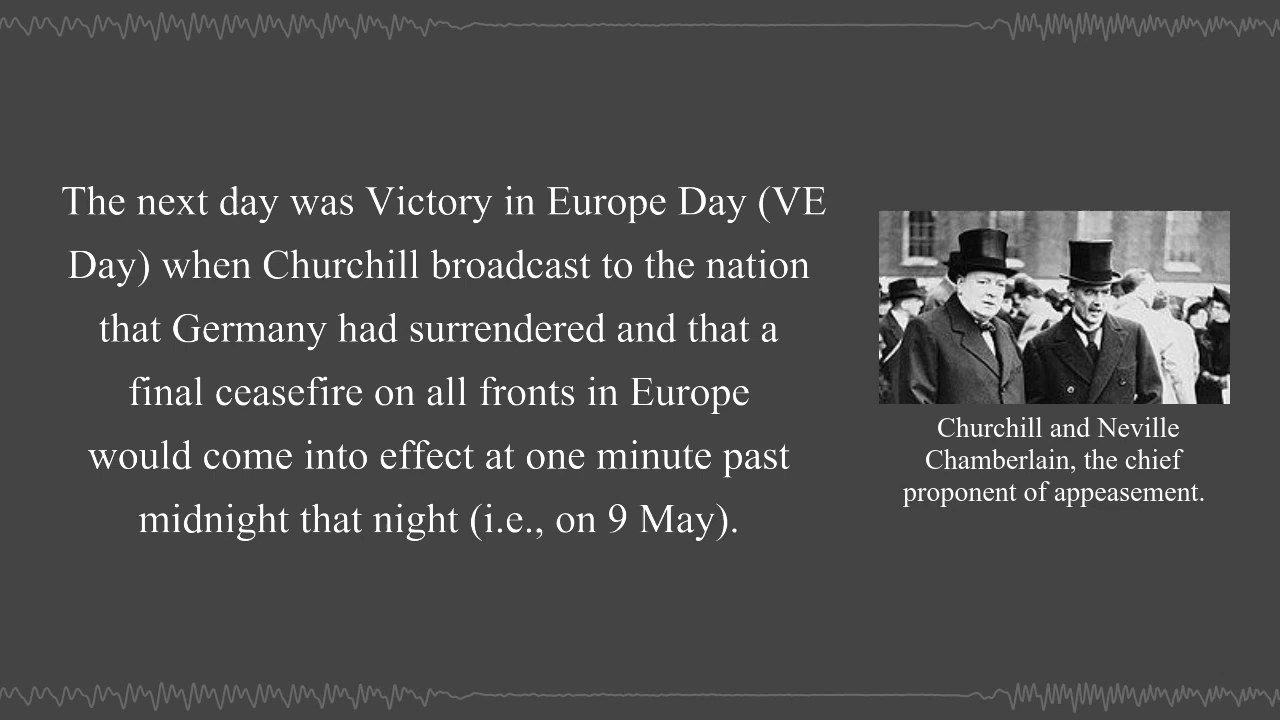 The next day was Victory in Europe Day (VE
Day) when Churchill broadcast to the nation
that Germany had surrendered and that a
final ceasefire on all fronts in Europe
would come into effect at one minute past
midnight that night (i.e., on 9 May).
Churchill and Neville
Chamberlain, the chief
proponent of appeasement.